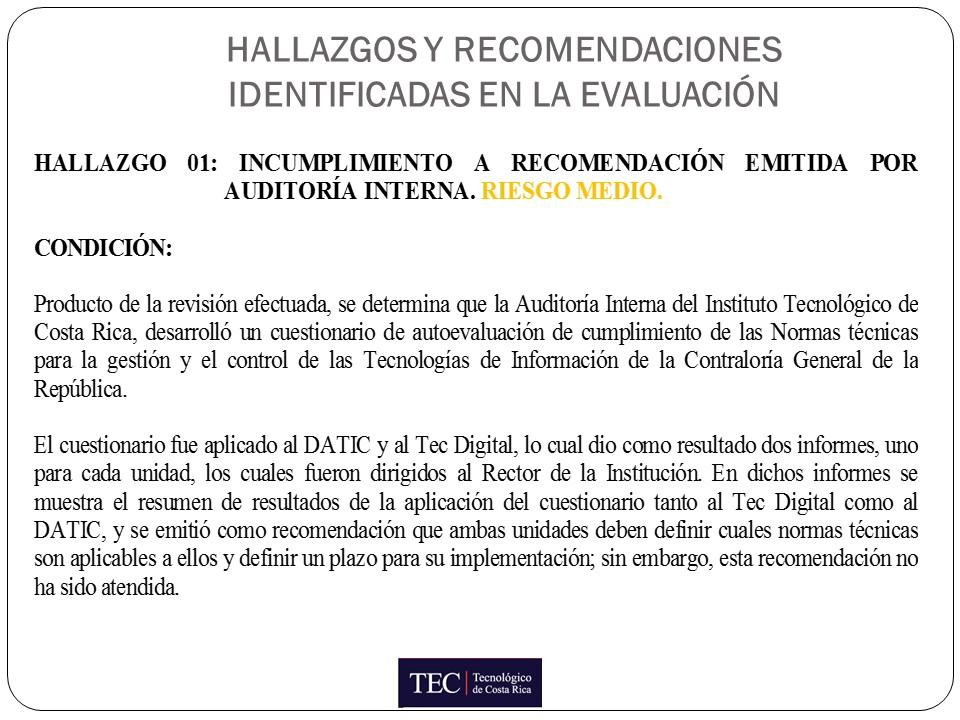 HALLAZGOS Y RECOMENDACIONES
IDENTIFICADAS EN LA EVALUACIÓN
HALLAZGO 01: INCUMPLIMIENTO A RECOMENDACIÓN EMITIDA POR
AUDITORÍA INTERNA. RIESGO MEDIO.
CONDICIÓN:
Producto de la revisión efectuada, se determina que la Auditoría Interna del Instituto Tecnológico de
Costa Rica, desarrolló un cuestionario de autoevaluación de cumplimiento de las Normas técnicas
para la gestión y el control de las Tecnologías de Información de la Contraloría General de la
República.
El cuestionario fue aplicado al DATIC y al Tec Digital, lo cual dio como resultado dos informes, uno
para cada unidad, los cuales fueron dirigidos al Rector de la Institución. En dichos informes se
muestra el resumen de resultados de la aplicación del cuestionario tanto al Tec Digital como al
DATIC, y se emitió como recomendación que ambas unidades deben definir cuales normas técnicas
son aplicables a ellos y definir un plazo para su implementación; sin embargo, esta recomendación no
ha sido atendida.
TEC | Tecnológico
de Costa Rica